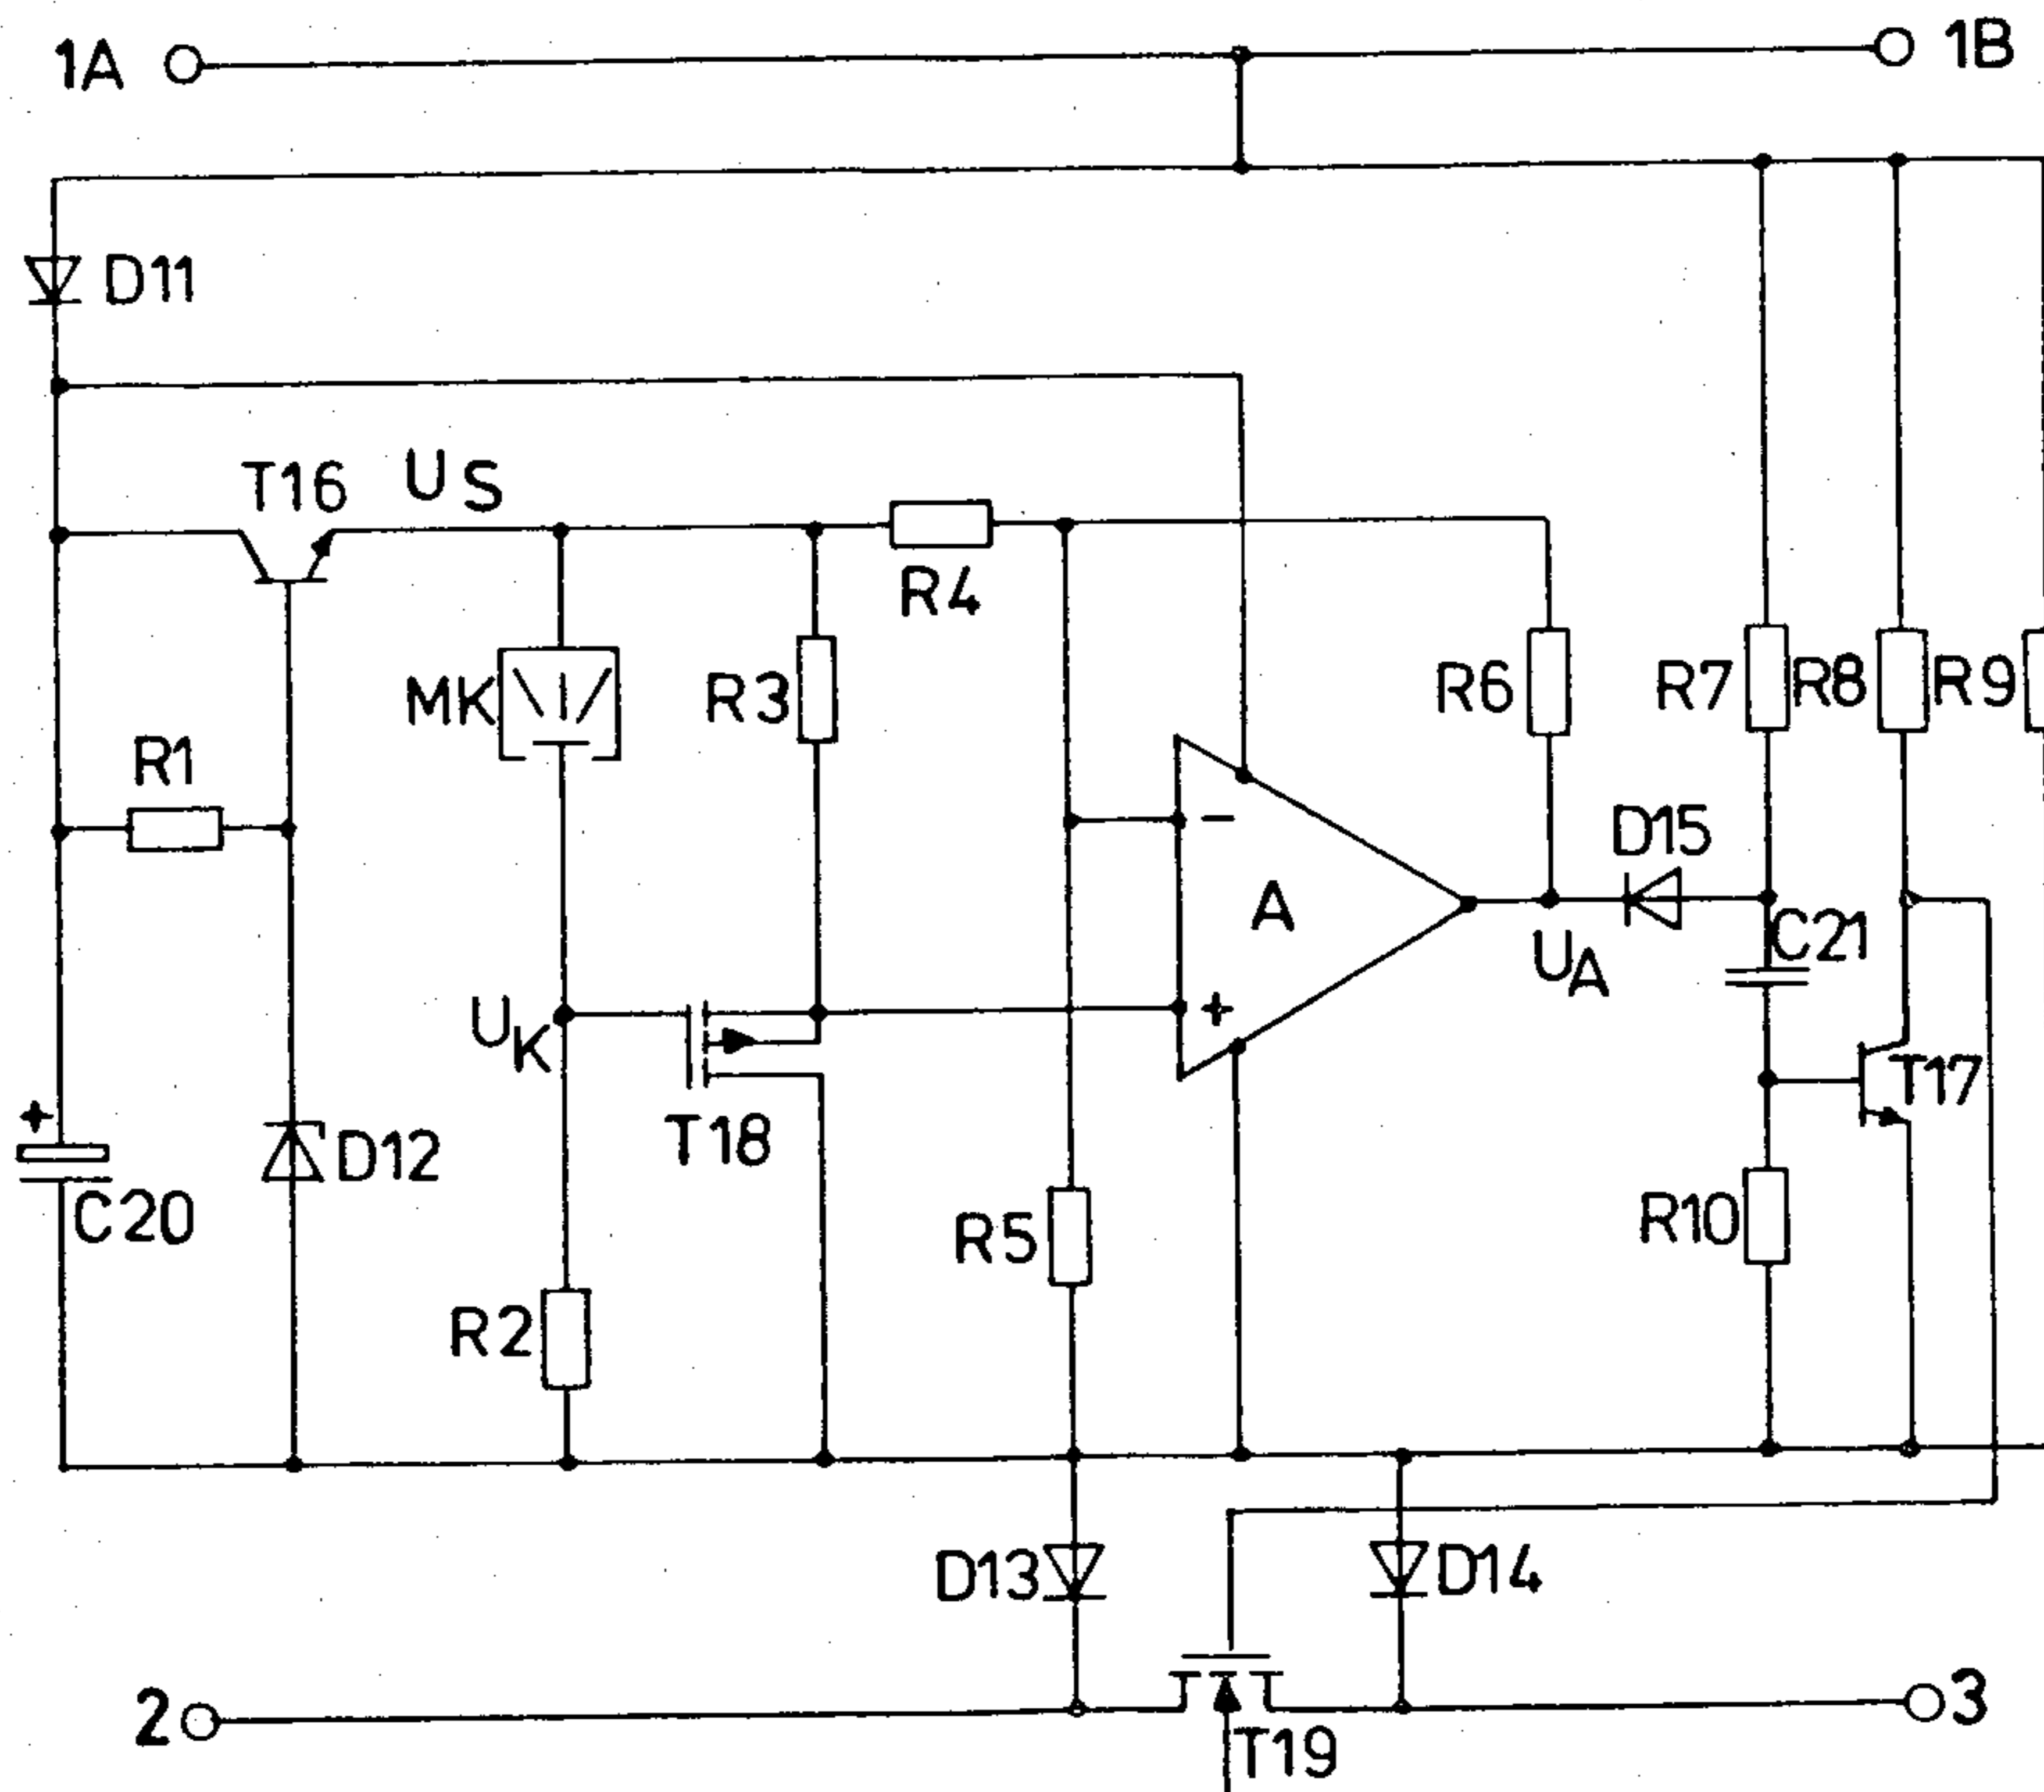 1A
1B
D11
T16
US
R4
MK
R3
R6
R7
R8
R9
R1
−
D15
A
C21
UA
UK
+
T17
T18
+
D12
C20
R5
R10
R2
D13
D14
2
3
T19